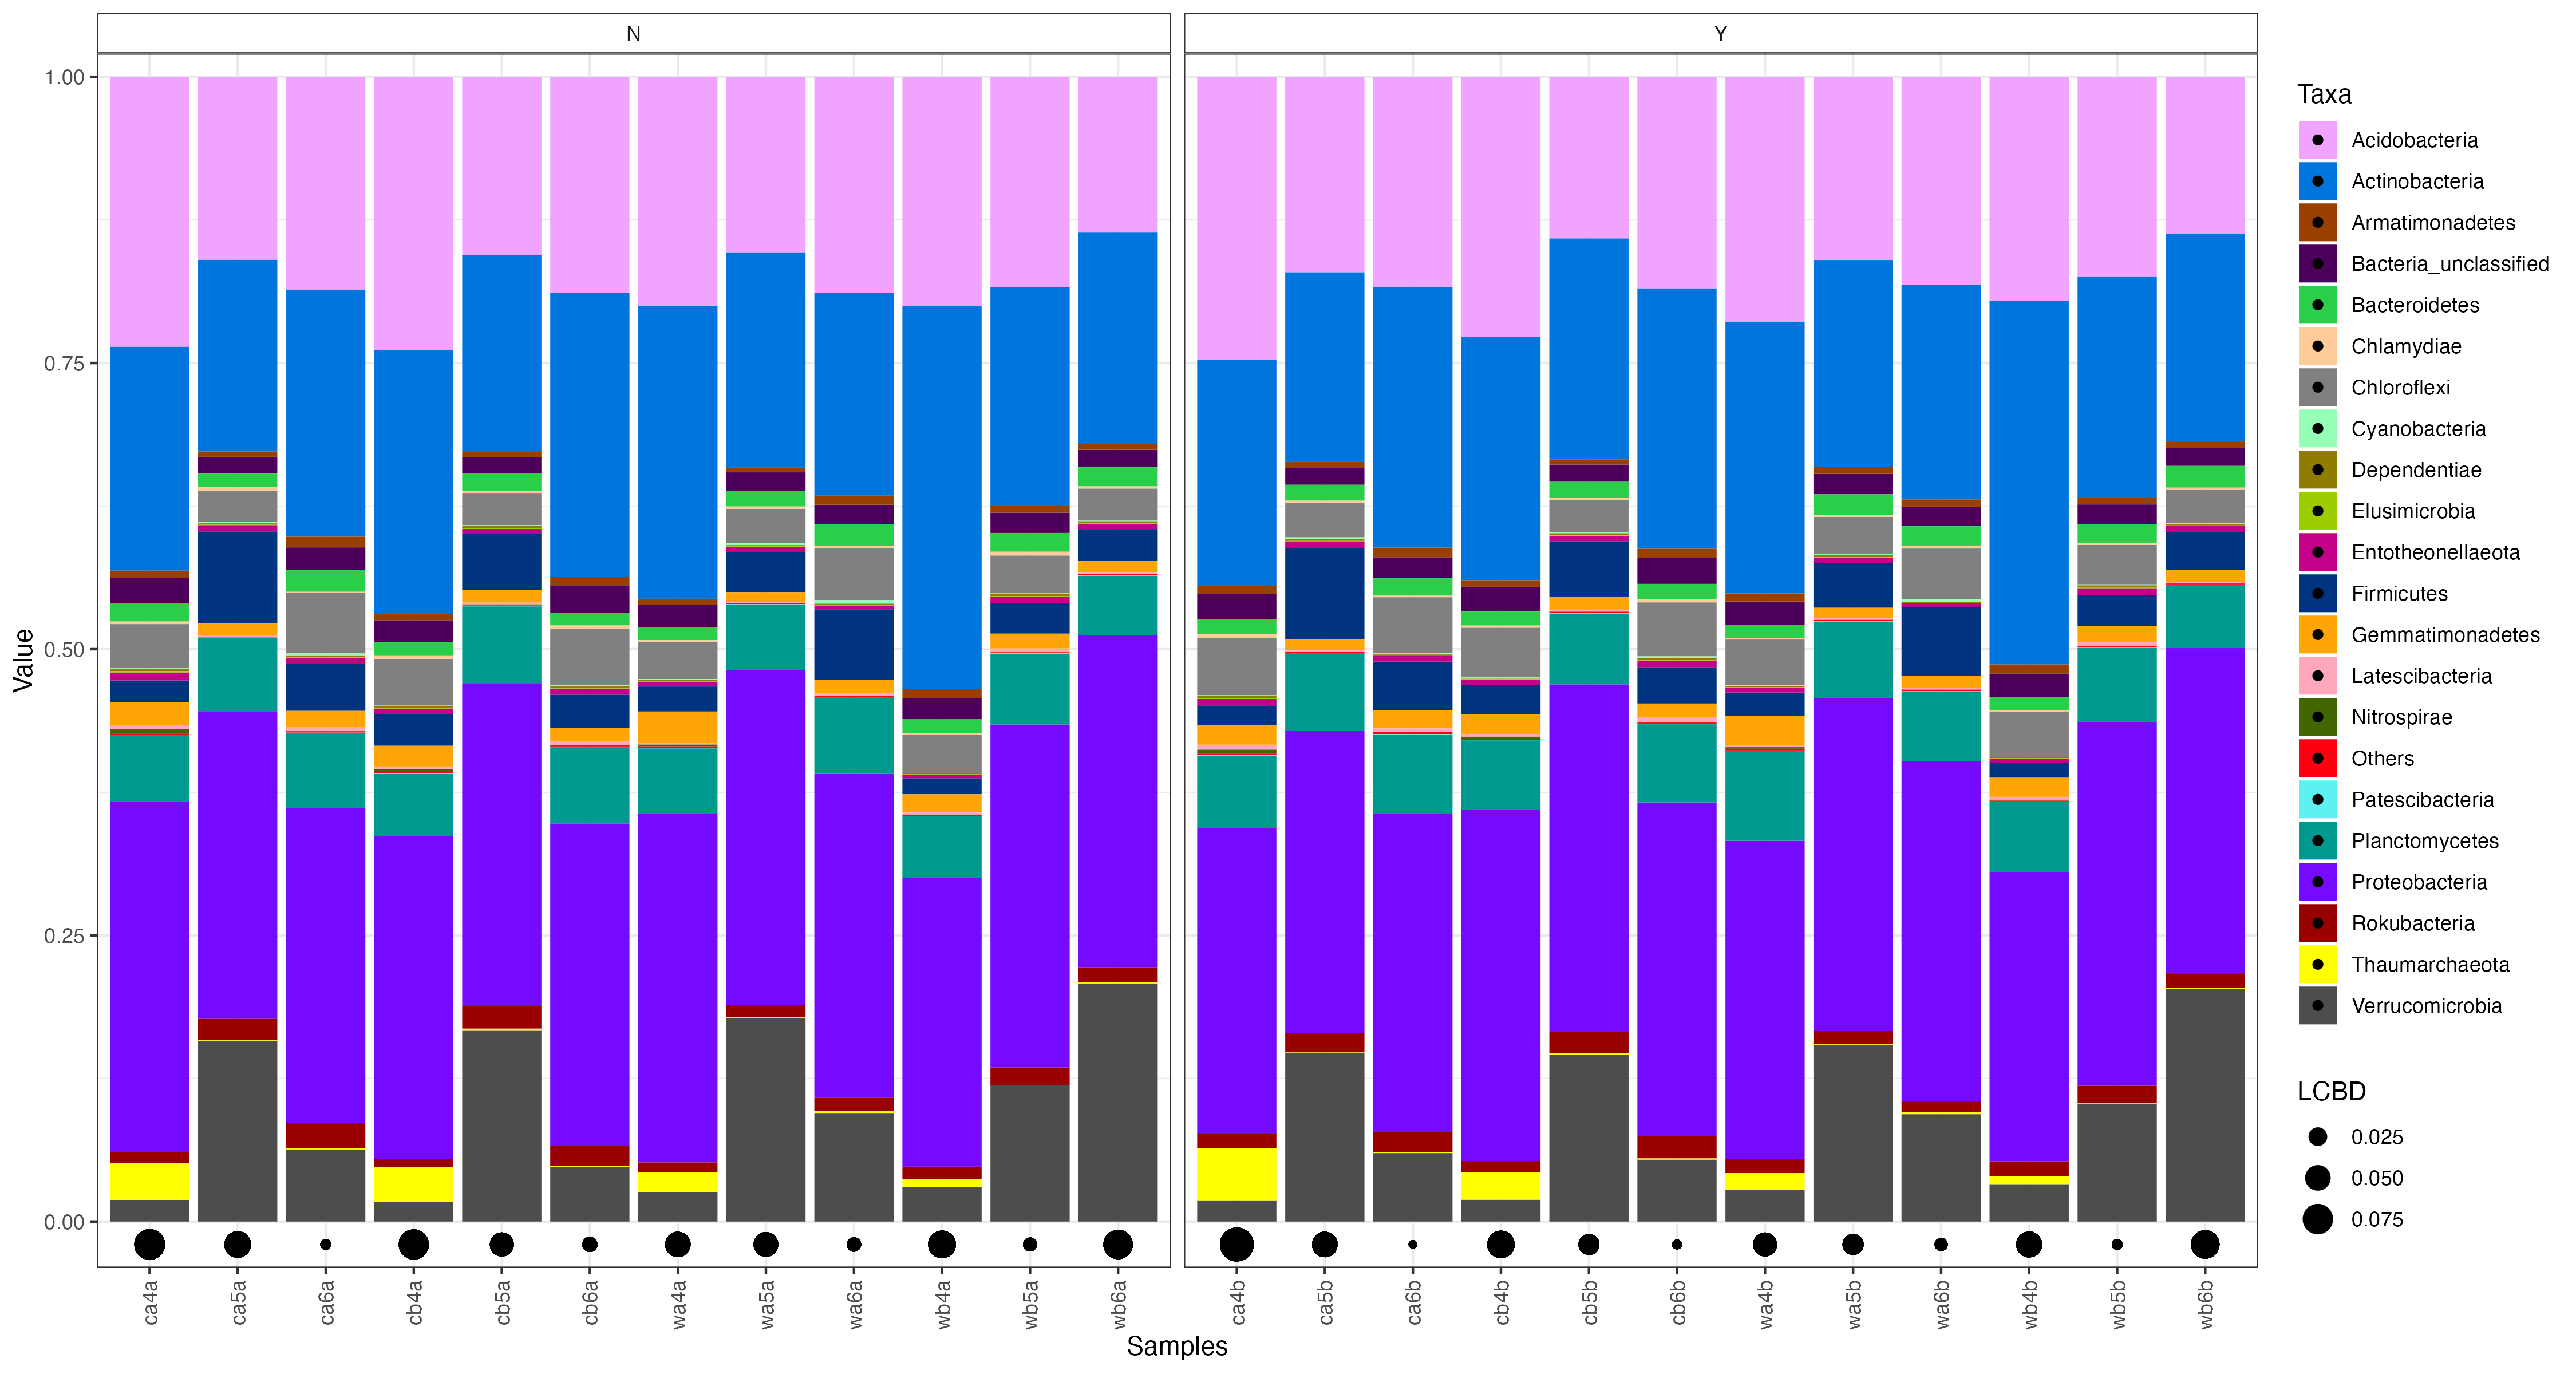 N
Y
1.00
0.75
0.50
0.25
0.00
Value
ca4a
ca5a
ca6a
cb4a
cb5a
cb6a
wa4a
wa5a
wa6a
wb4a
wb5a
wb6a
ca4b
ca5b
ca6b
cb4b
cb5b
cb6b
wa4b
wa5b
wa6b
wb4b
wb5b
wb6b
Samples
Taxa
Acidobacteria
Actinobacteria
Armatimonadetes
Bacteria_unclassified
Bacteroidetes
Chlamydiae
Chloroflexi
Cyanobacteria
Dependentiae
Elusimicrobia
Entotheonellaeota
Firmicutes
Gemmatimonadetes
Latescibacteria
Nitrospirae
Others
Patescibacteria
Planctomycetes
Proteobacteria
Rokubacteria
Thaumarchaeota
Verrucomicrobia
LCBD
0.025
0.050
0.075